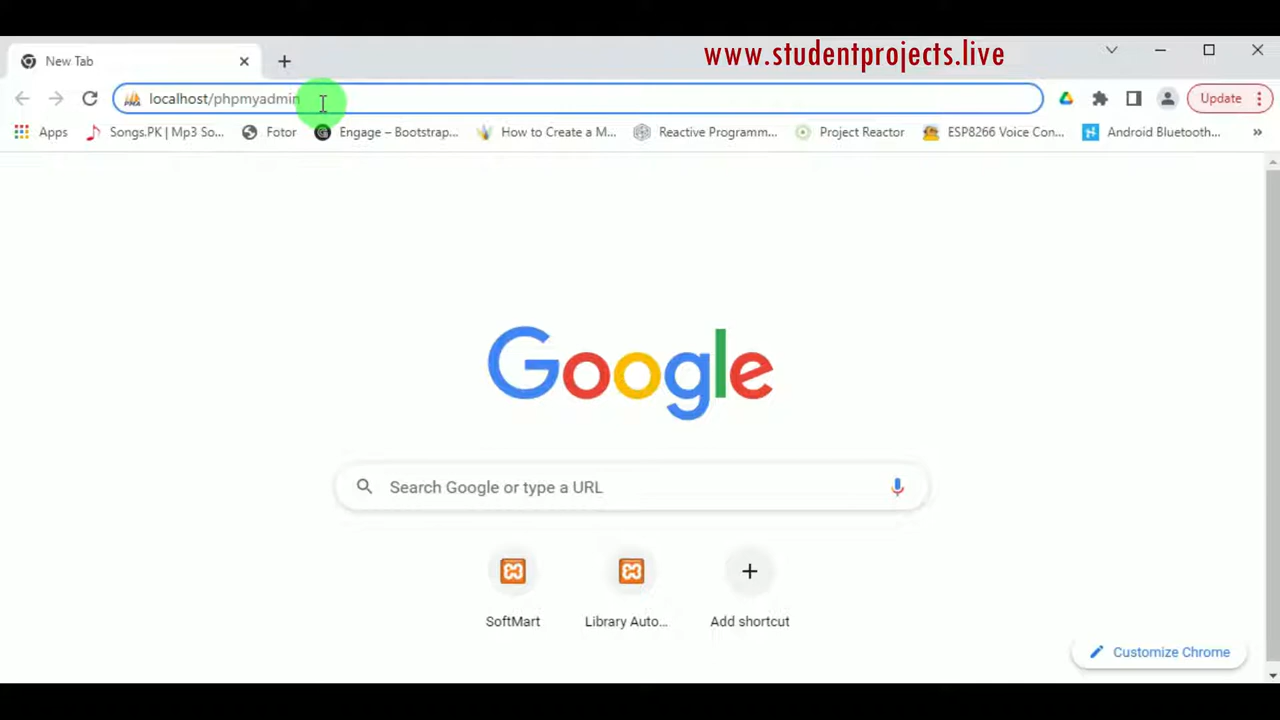 www.studentprojects.live
New Tab
localhost/phpmyadmin
Update
Apps
Songs.PK | Mp3 So...
Fotor
Engage – Bootstrap...
How to Create a M...
Reactive Programm...
Project Reactor
ESP8266 Voice Con...
Android Bluetooth...
»
Google
Search Google or type a URL
SoftMart
Library Auto...
Add shortcut
Customize Chrome